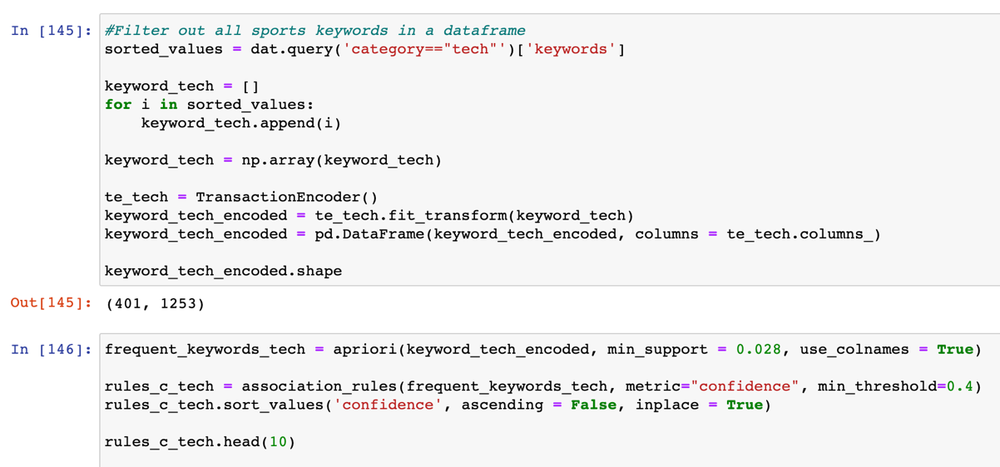 In [145]: #Filter out all sports keywords in a dataframe
sorted_values = dat.query('category=="tech"')['keywords']
keyword_tech = []
for i in sorted_values:
    keyword_tech.append(i)
keyword_tech = np.array(keyword_tech)
te_tech = TransactionEncoder()
keyword_tech_encoded = te_tech.fit_transform(keyword_tech)
keyword_tech_encoded = pd.DataFrame(keyword_tech_encoded, columns = te_tech.columns_)
keyword_tech_encoded.shape
Out[145]: (401, 1253)
In [146]: frequent_keywords_tech = apriori(keyword_tech_encoded, min_support = 0.028, use_colnames = True)
rules_c_tech = association_rules(frequent_keywords_tech, metric="confidence", min_threshold=0.4)
rules_c_tech.sort_values('confidence', ascending = False, inplace = True)
rules_c_tech.head(10)